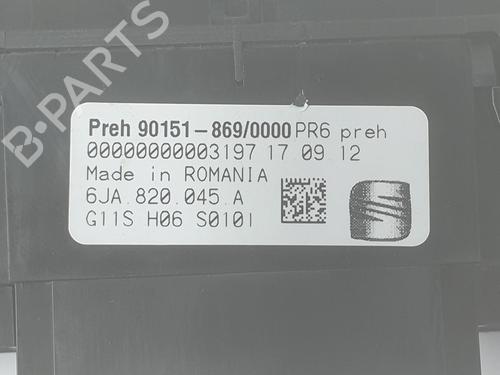 B-PARTS
Preh 90151-869/0000 PR6 preh
00000000003197 17 09 12
Made in ROMANIA
6JA.820.045.A
G11S H06 S010I